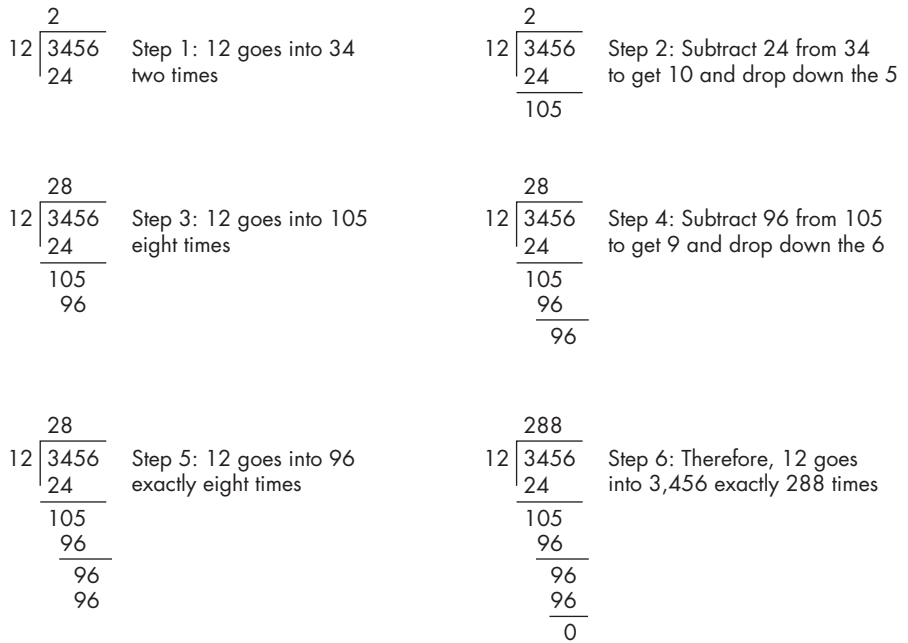 2
12 3456
24
Step 1: 12 goes into 34
two times
2
12 3456
24
105
Step 2: Subtract 24 from 34
to get 10 and drop down the 5
28
12 3456
24
105
96
Step 3: 12 goes into 105
eight times
28
12 3456
24
105
96
96
Step 4: Subtract 96 from 105
to get 9 and drop down the 6
28
12 3456
24
105
96
96
96
Step 5: 12 goes into 96
exactly eight times
288
12 3456
24
105
96
96
96
0
Step 6: Therefore, 12 goes
into 3,456 exactly 288 times